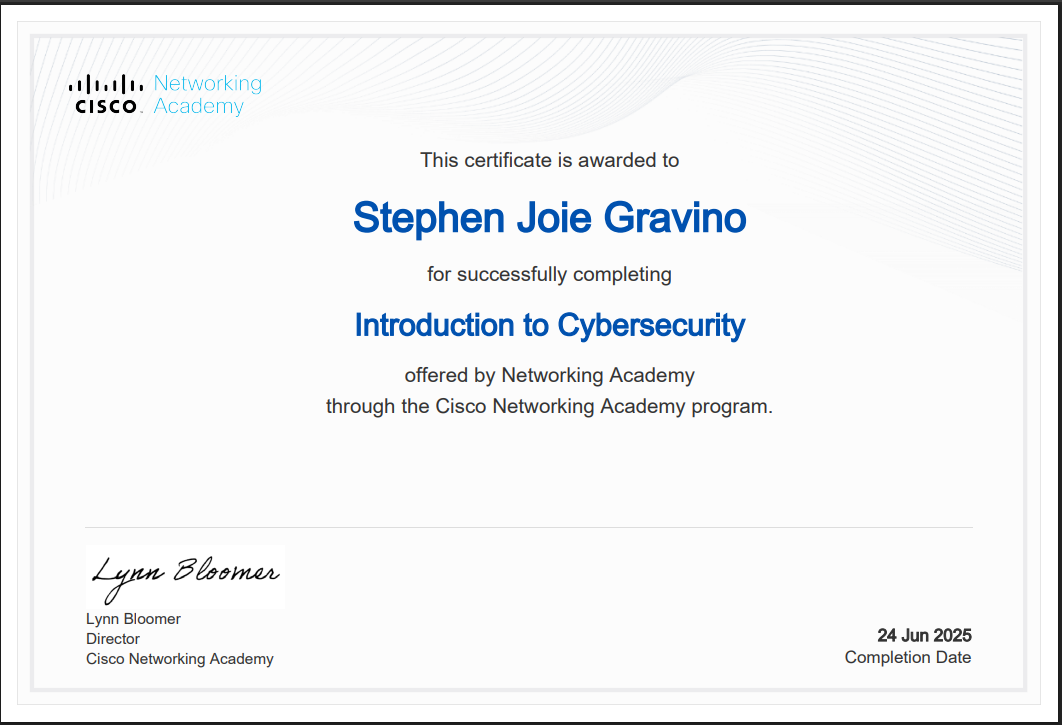 CISCO Networking
Academy
This certificate is awarded to
Stephen Joie Gravino
for successfully completing
Introduction to Cybersecurity
offered by Networking Academy
through the Cisco Networking Academy program.
Lynn Bloomer
Lynn Bloomer
Director
Cisco Networking Academy
24 Jun 2025
Completion Date